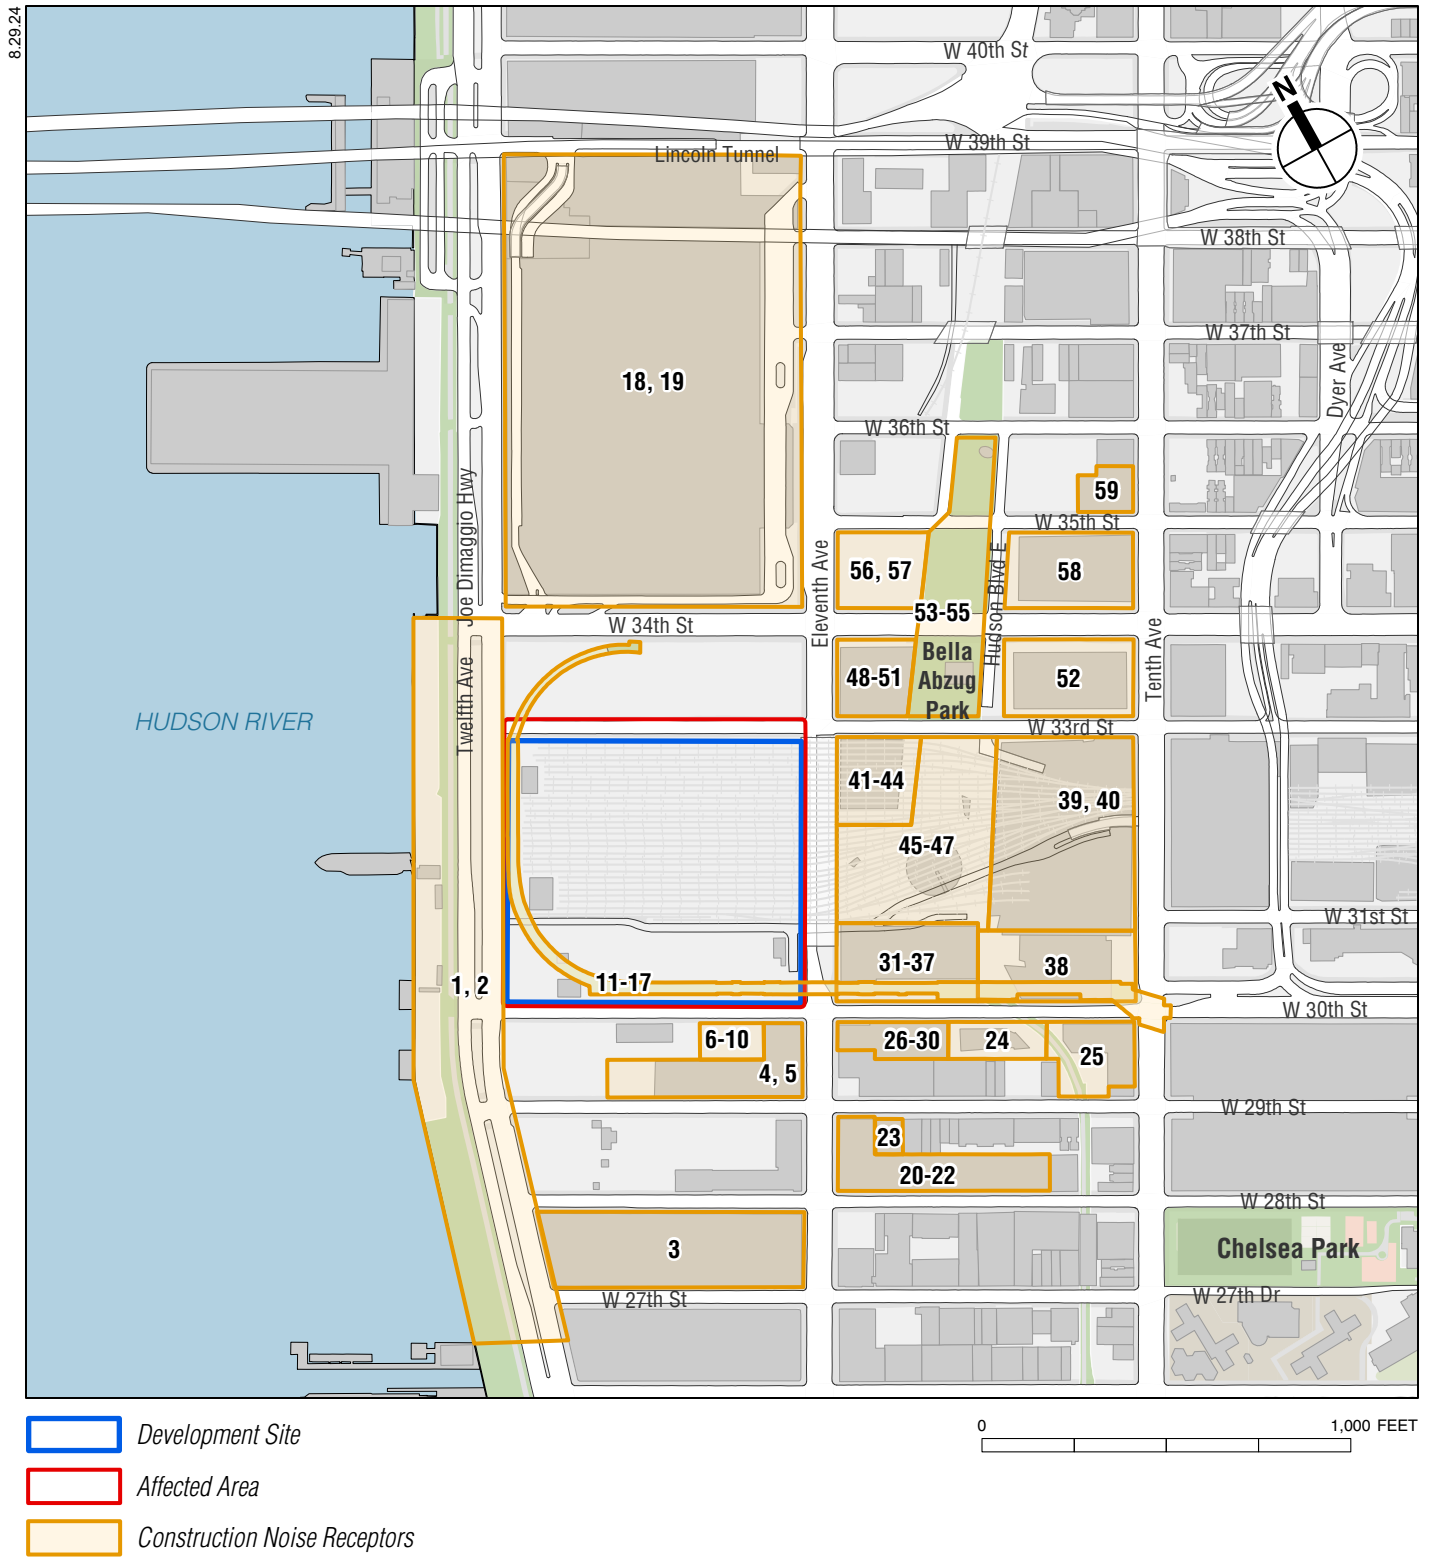 8.29.24
W 40th St
N
W 39th St
Lincoln Tunnel
W 38th St
W 37th St
Dyer Ave
18, 19
W 36th St
Joe Dimaggio Hwy
59
W 35th St
Eleventh Ave
56, 57
Hudson Blvd E
58
53-55
W 34th St
Tenth Ave
Twelfth Ave
48-51
Bella
Abzug
Park
52
HUDSON RIVER
W 33rd St
41-44
39, 40
45-47
W 31st St
31-37
38
1, 2
11-17
W 30th St
6-10
26-30
24
25
4, 5
W 29th St
23
20-22
W 28th St
3
Chelsea Park
W 27th St
W 27th Dr
Development Site
0
1,000 FEET
Affected Area
Construction Noise Receptors